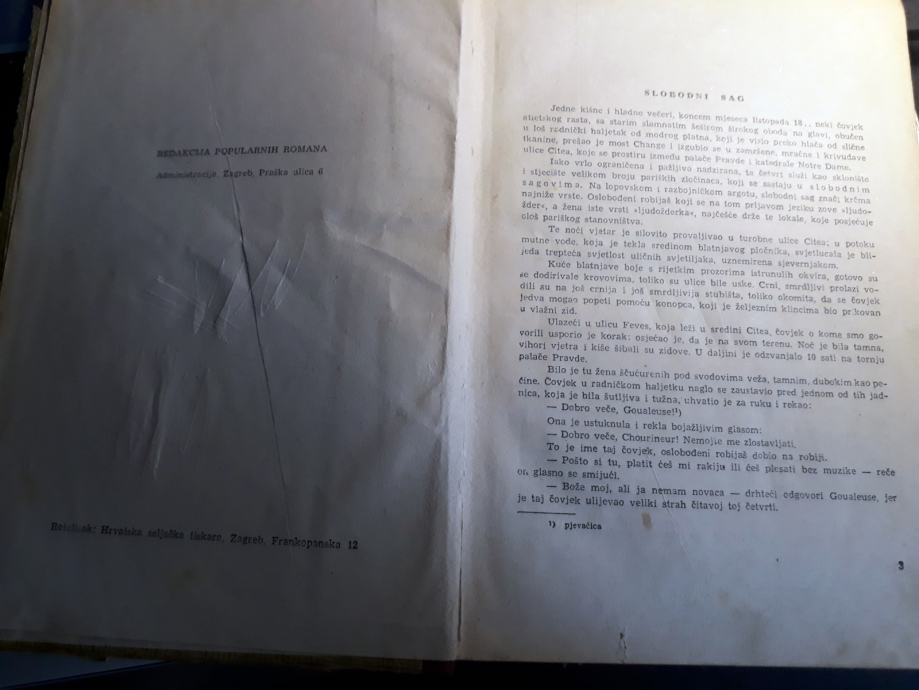 REDAKCIJA POPULARNIH ROMANA
Administracija, Zagreb, Praška ulica 6
Hrvatska seljačka tiskara, Zagreb, Frankopanska 12
SLOBODNI SAG
Jedne kišne i hladne večeri, koncem mjeseca listopada 18.. neki čovjek
atletskog rasta, sa starim slamnatim šeširom širokog oboda na glavi, obučen
u loš radnički haljetak od modrog platna, koji je visio preko hlača od slične
tkanine, prešao je most Change i izgubio se u zamršene, mračne i krivudave
ulice Citea, koje se prostiru između palače Pravde i katedrale Notre Dame.
Iako vrlo ograničena i pažljivo nadzirana, ta četvrt služi kao sklonište
i stjecište velikom broju pariških zločinaca, koji se sastaju u slobodnim
sagovima. Na lopovskom i razbojničkom argotu, slobodni sag znači krčma
najniže vrste. Oslobođeni robijaš koji se na tom prljavom jeziku zove »ljudo-
žder«, a žena iste vrsti »ljudožderka«, najčešće drže te lokale, koje posjećuje
ološ pariškog stanovništva.
Te noći vjetar je silovito provaljivao u turobne ulice Citea; u potoku
mutne vode, koja je tekla sredinom blatnjavog pločnika, svjetlucala je bli-
jeda trepteća svjetlost uličnih svjetiljaka, uznemirena sjevernjakom.
Kuće blatnjave boje s rijetkim prozorima istrunulih okvira, gotovo su
se dodirivale krovovima, toliko su ulice bile uske. Crni, smrdljivi prolazi vo-
dili su na još crnija i još smrdljivija stubišta, toliko okomita, da se čovjek
jedva mogao popeti pomoću konopca, koji je željeznim klincima bio prikovan
u vlažni zid.
Ulazeći u ulicu Feves, koja leži u sredini Citea, čovjek o kome smo go-
vorili usporio je korak: osjećao je, da je na svom terenu. Noć je bila tamna,
vihori vjetra i kiše šibali su zidove. U daljini je odzvanjalo 10 sati na tornju
palače Pravde.
Bilo je tu žena ščućurenih pod svodovima veža, tamnim, dubokim kao pe-
ćine. Čovjek u radničkom haljetku naglo se zaustavio pred jednom od tih jad-
nica, koja je bila šutljiva i tužna, uhvatio je za ruku i rekao:
— Dobro veče, Goualeuse!¹)
Ona je ustuknula i rekla bojažljivim glasom:
— Dobro veče, Chourineur! Nemojte me zlostavljati.
To je ime taj čovjek, oslobođeni robijaš dobio na robiji.
— Pošto si tu, platit ćeš mi rakiju ili ćeš plesati bez muzike — reče
on glasno se smijući.
— Bože moj, ali ja nemam novaca — drhteći odgovori Goualeuse, jer
je taj čovjek ulijevao veliki strah čitavoj toj četvrti.
¹) pjevačica
3